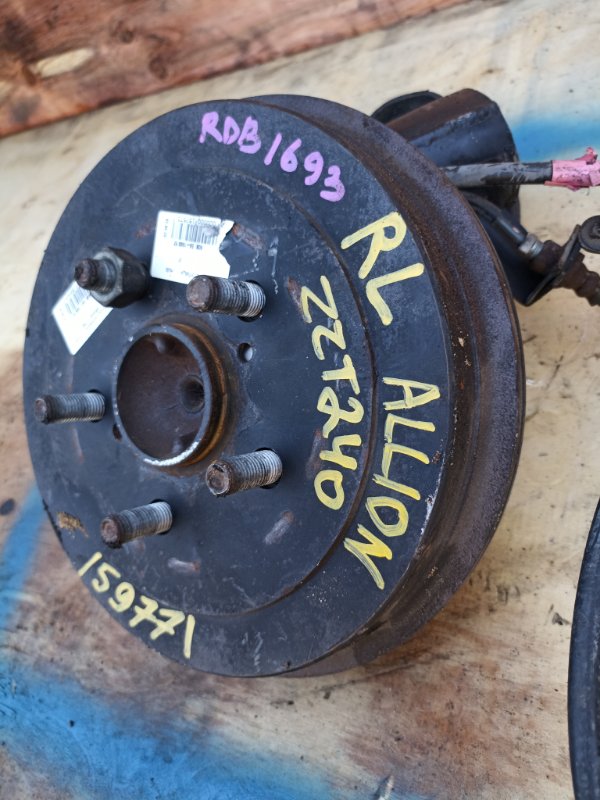 RDB1693
RL
ALLION
ZZT240
159771